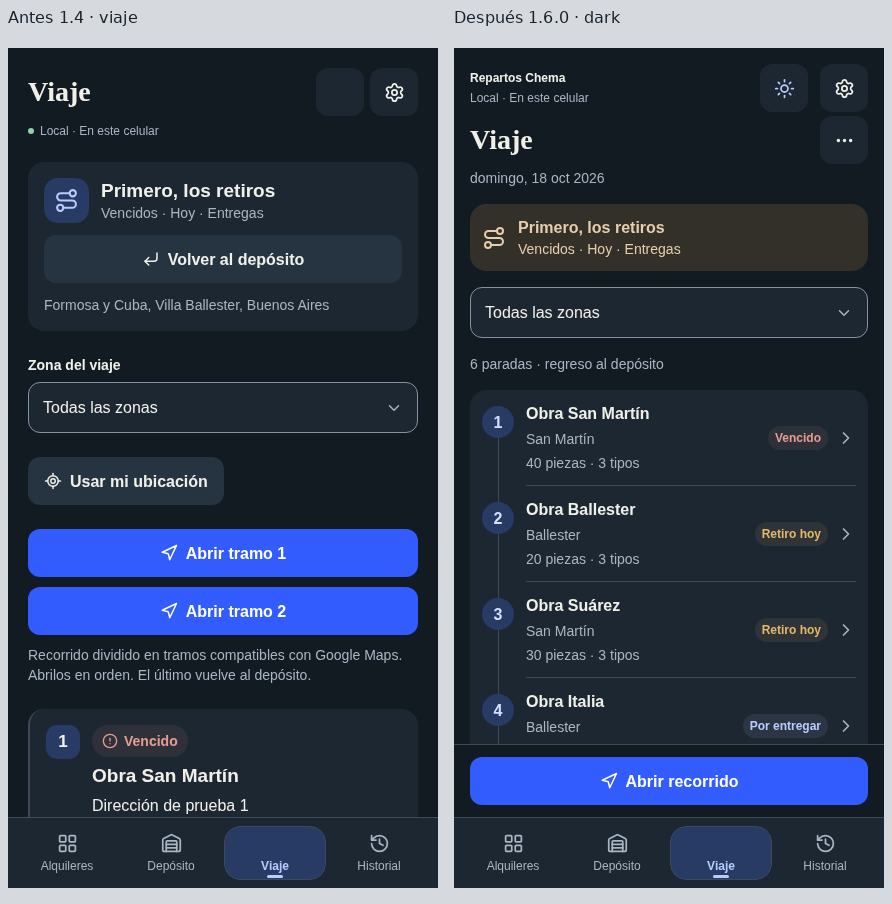 Antes 1.4 · viaje
Viaje
Local · En este celular
Primero, los retiros
Vencidos · Hoy · Entregas
Volver al depósito
Formosa y Cuba, Villa Ballester, Buenos Aires
Zona del viaje
Todas las zonas
Usar mi ubicación
Abrir tramo 1
Abrir tramo 2
Recorrido dividido en tramos compatibles con Google Maps.
Abrilos en orden. El último vuelve al depósito.
1
Vencido
Obra San Martín
Dirección de prueba 1
Alquileres
Depósito
Viaje
Historial
Después 1.6.0 · dark
Repartos Chema
Local · En este celular
Viaje
domingo, 18 oct 2026
Primero, los retiros
Vencidos · Hoy · Entregas
Todas las zonas
6 paradas · regreso al depósito
1
Obra San Martín
San Martín
Vencido
40 piezas · 3 tipos
2
Obra Ballester
Ballester
Retiro hoy
20 piezas · 3 tipos
3
Obra Suárez
San Martín
Retiro hoy
30 piezas · 3 tipos
4
Obra Italia
Ballester
Por entregar
Abrir recorrido
Alquileres
Depósito
Viaje
Historial